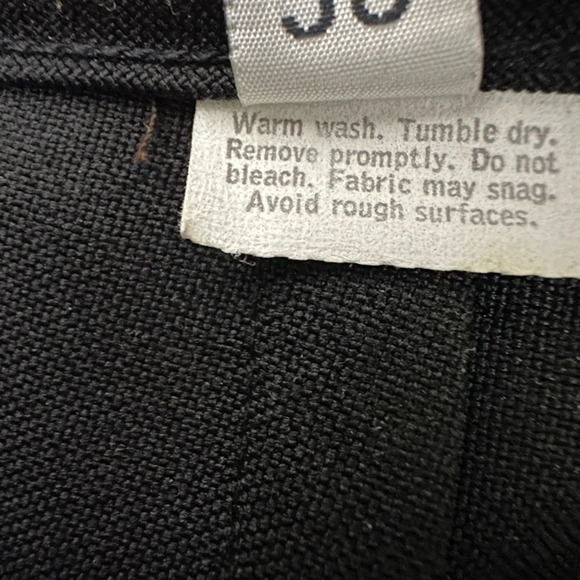 Warm wash. Tumble dry.
Remove promptly. Do not
bleach. Fabric may snag.
Avoid rough surfaces.